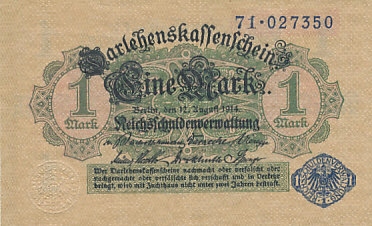 71·027350
Darlehenskassenschein.
Eine Mark.
1 Mark
1 Mark
Berlin, den 12. August 1914.
Reichsschuldenverwaltung
Wer Darlehenskassenscheine nachmacht oder verfälscht oder
nachgemachte oder verfälschte sich verschafft und in Verkehr
bringt, wird mit Zuchthaus nicht unter zwei Jahren bestraft.
1 1